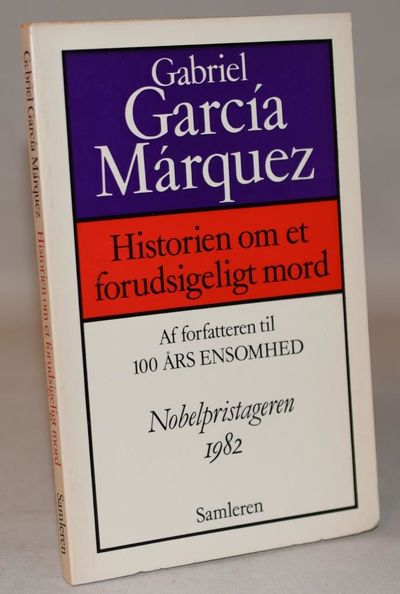 Gabriel
García
Márquez
Historien om et
forudsigeligt mord
Af forfatteren til
100 ÅRS ENSOMHED
Nobelpristageren
1982
Samleren
Gabriel García Márquez Historien om et forudsigeligt mord Samleren